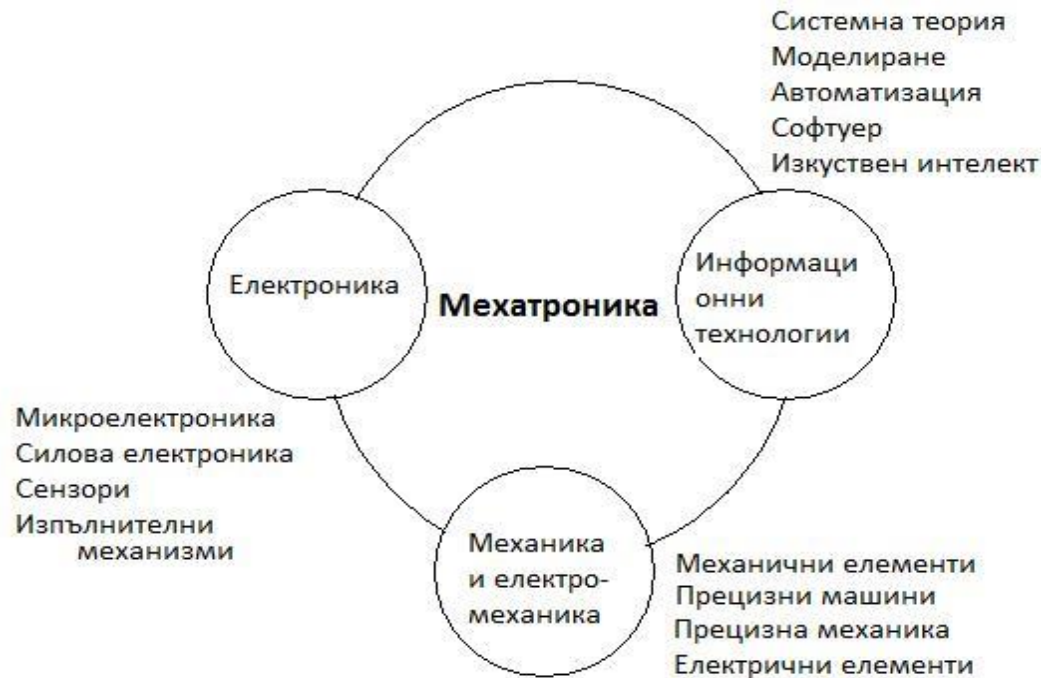 Системна теория
Моделиране
Автоматизация
Софтуер
Изкуствен интелект
Електроника
Мехатроника
Информаци
онни
технологии
Микроелектроника
Силова електроника
Сензори
Изпълнителни
механизми
Механика
и електро-
механика
Механични елементи
Прецизни машини
Прецизна механика
Електрични елементи